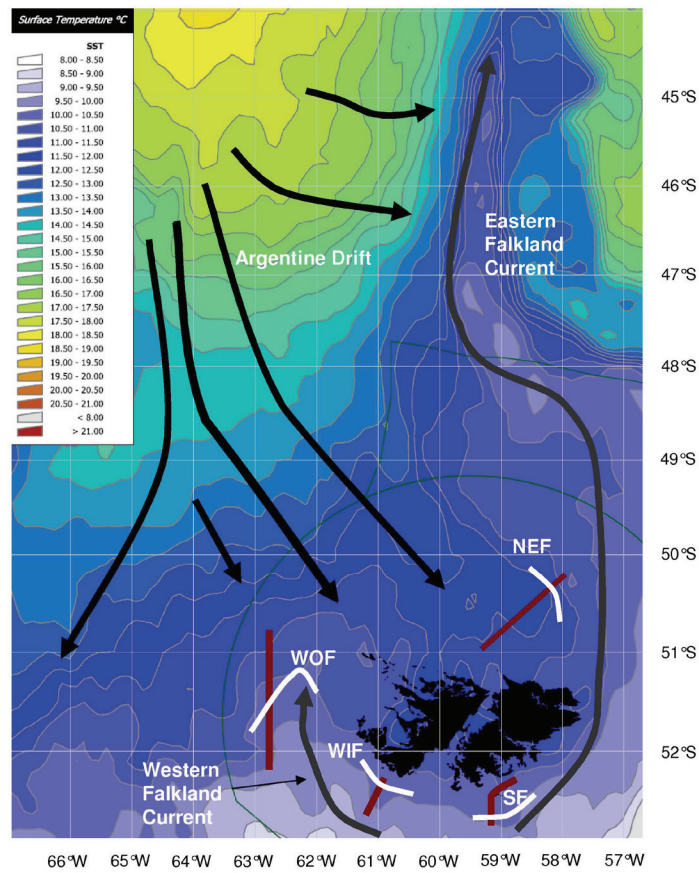 Surface Temperature °C
SST
8.00 - 8.50
8.50 - 9.00
9.00 - 9.50
9.50 - 10.00
10.00 - 10.50
10.50 - 11.00
11.00 - 11.50
11.50 - 12.00
12.00 - 12.50
12.50 - 13.00
13.00 - 13.50
13.50 - 14.00
14.00 - 14.50
14.50 - 15.00
15.00 - 15.50
15.50 - 16.00
16.00 - 16.50
16.50 - 17.00
17.00 - 17.50
17.50 - 18.00
18.00 - 18.50
18.50 - 19.00
19.00 - 19.50
19.50 - 20.00
20.00 - 20.50
20.50 - 21.00
< 8.00
> 21.00
45°S
46°S
Argentine Drift
Eastern
Falkland
Current
47°S
48°S
49°S
50°S
NEF
51°S
WOF
52°S
WIF
Western
Falkland
Current
SF
66°W 65°W 64°W 63°W 62°W 61°W 60°W 59°W 58°W 57°W